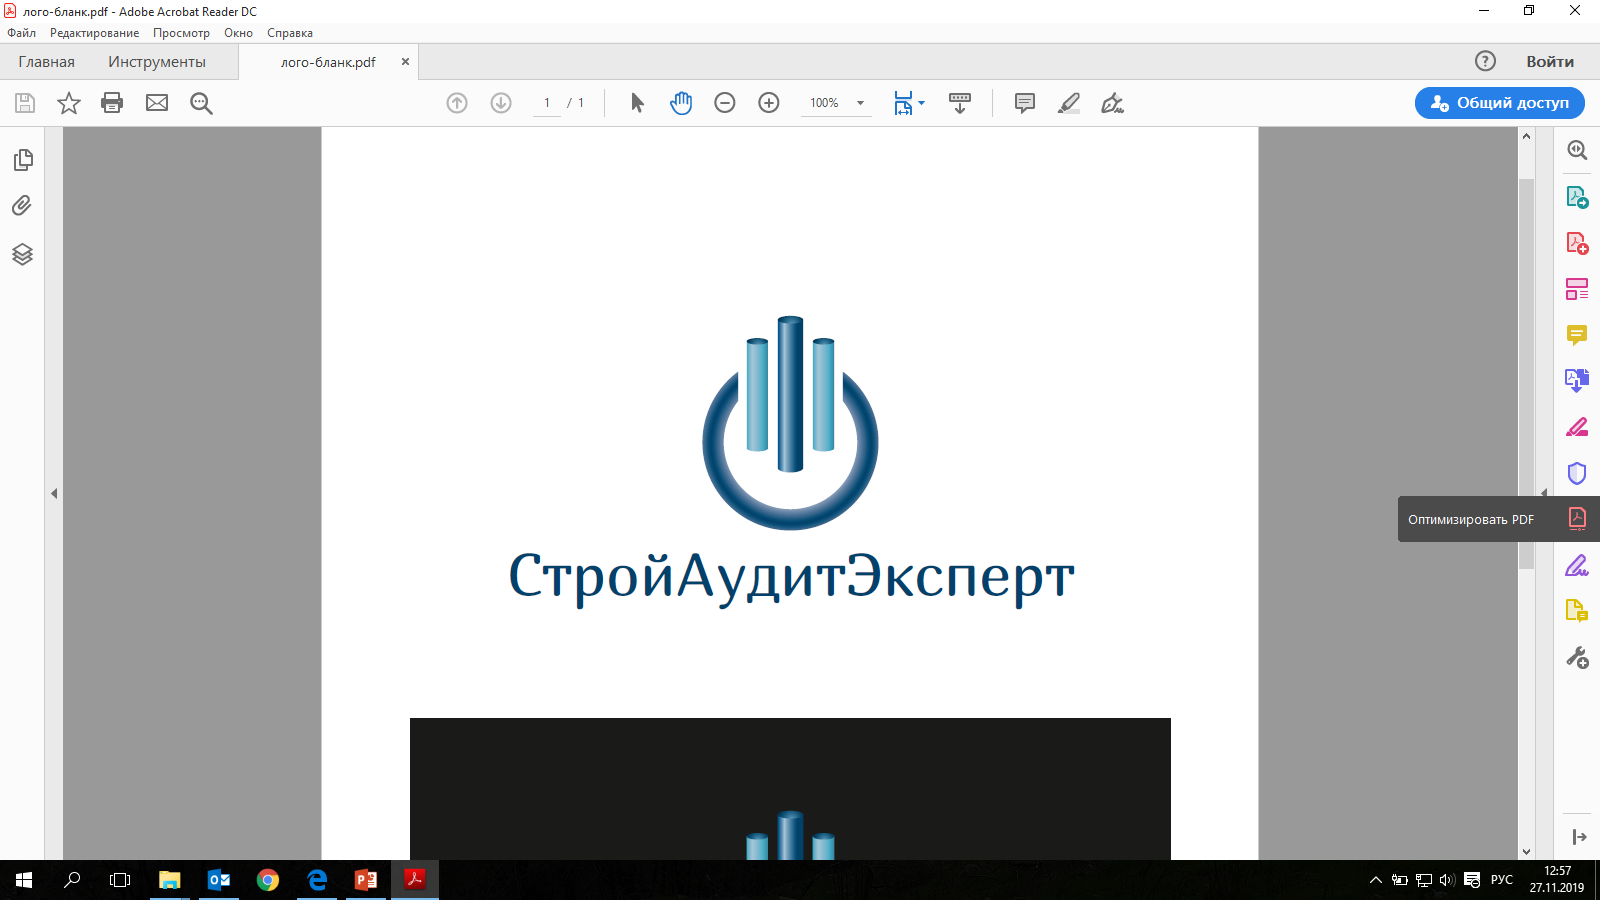 лого-бланк.pdf - Adobe Acrobat Reader DC
Файл Редактирование Просмотр Окно Справка
Главная Инструменты лого-бланк.pdf Войти
1 / 1 100% Общий доступ
СтройАудитЭксперт
Оптимизировать PDF
РУС 12:57
27.11.2019